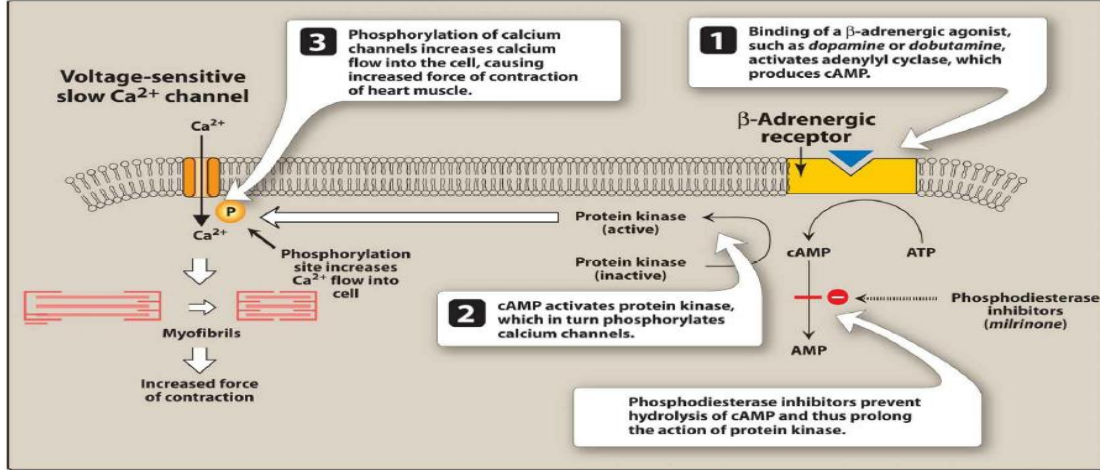 3
Phosphorylation of calcium
channels increases calcium
flow into the cell, causing
increased force of contraction
of heart muscle.
1
Binding of a β-adrenergic agonist,
such as dopamine or dobutamine,
activates adenylyl cyclase, which
produces cAMP.
Voltage-sensitive
slow Ca²⁺ channel
Ca²⁺
β-Adrenergic
receptor
P
Ca²⁺
Phosphorylation
site increases
Ca²⁺ flow into
cell
Protein kinase
(active)
Protein kinase
(inactive)
cAMP
ATP
2
cAMP activates protein kinase,
which in turn phosphorylates
calcium channels.
Phosphodiesterase
inhibitors
(milrinone)
AMP
Myofibrils
Increased force
of contraction
Phosphodiesterase inhibitors prevent
hydrolysis of cAMP and thus prolong
the action of protein kinase.